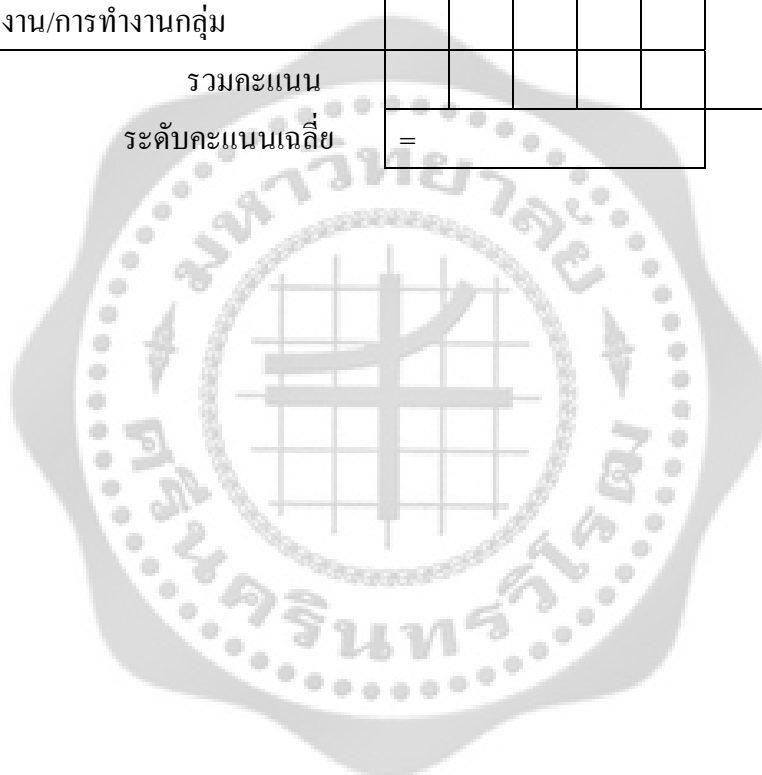 งาน/การทำงานกลุ่ม
รวมคะแนน
ระดับคะแนนเฉลี่ย =
มหาวิทยาลัย
ศรีนครินทรวิโรฒ